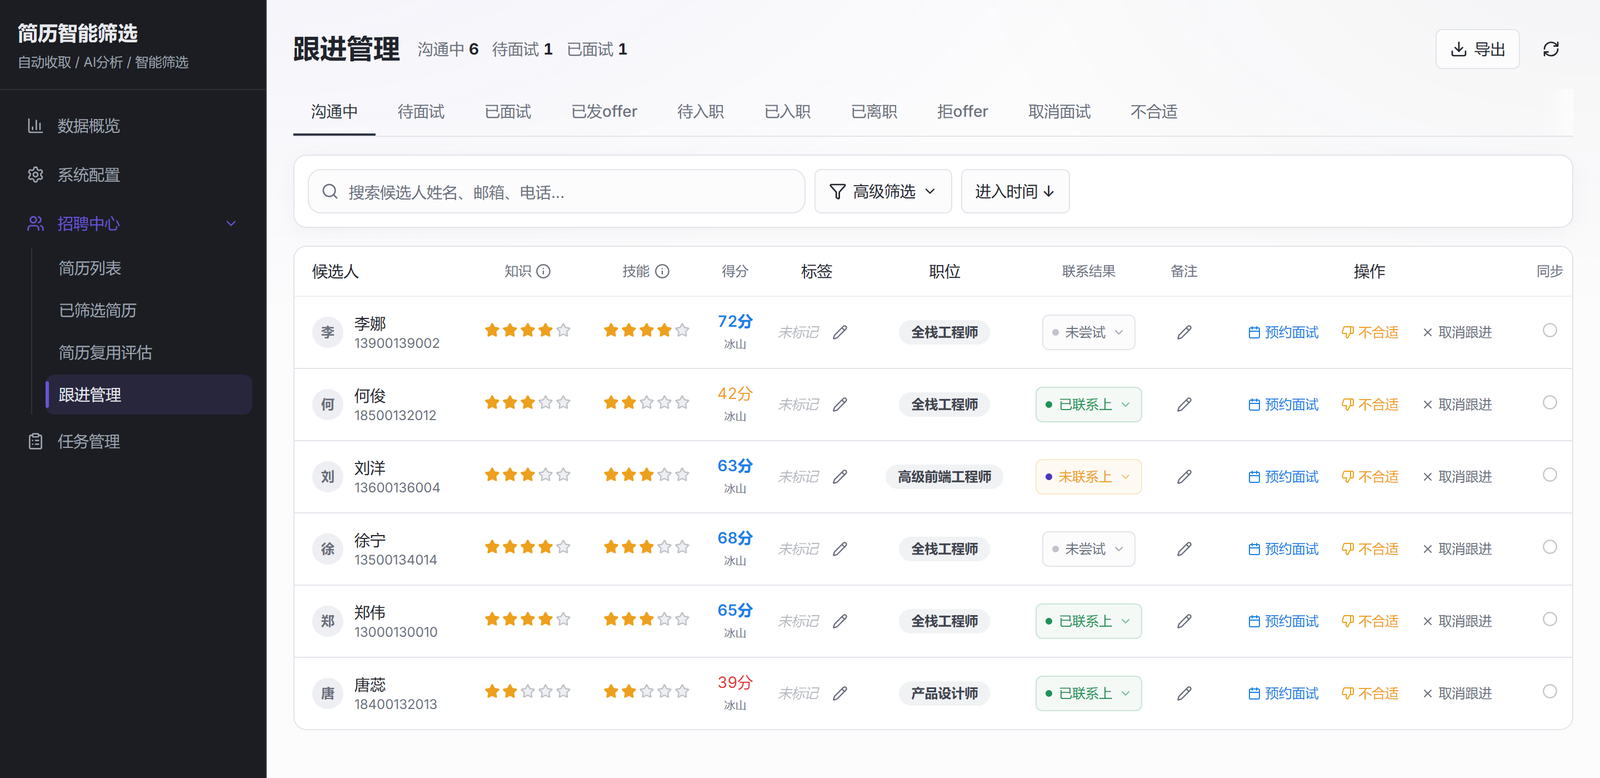 简历智能筛选
自动收取 / AI分析 / 智能筛选
数据概览
系统配置
招聘中心
简历列表
已筛选简历
简历复用评估
跟进管理
任务管理
跟进管理 沟通中 6 待面试 1 已面试 1
导出
沟通中 待面试 已面试 已发offer 待入职 已入职 已离职 拒offer 取消面试 不合适
搜索候选人姓名、邮箱、电话...
高级筛选
进入时间
候选人 知识 技能 得分 标签 职位 联系结果 备注 操作 同步
李 李娜 72分 未标记 全栈工程师 未尝试 预约面试 不合适 取消跟进
13900139002 冰山
何 何俊 42分 未标记 全栈工程师 已联系上 预约面试 不合适 取消跟进
18500132012 冰山
刘 刘洋 63分 未标记 高级前端工程师 未联系上 预约面试 不合适 取消跟进
13600136004 冰山
徐 徐宁 68分 未标记 全栈工程师 未尝试 预约面试 不合适 取消跟进
13500134014 冰山
郑 郑伟 65分 未标记 全栈工程师 已联系上 预约面试 不合适 取消跟进
13000130010 冰山
唐 唐蕊 39分 未标记 产品设计师 已联系上 预约面试 不合适 取消跟进
18400132013 冰山